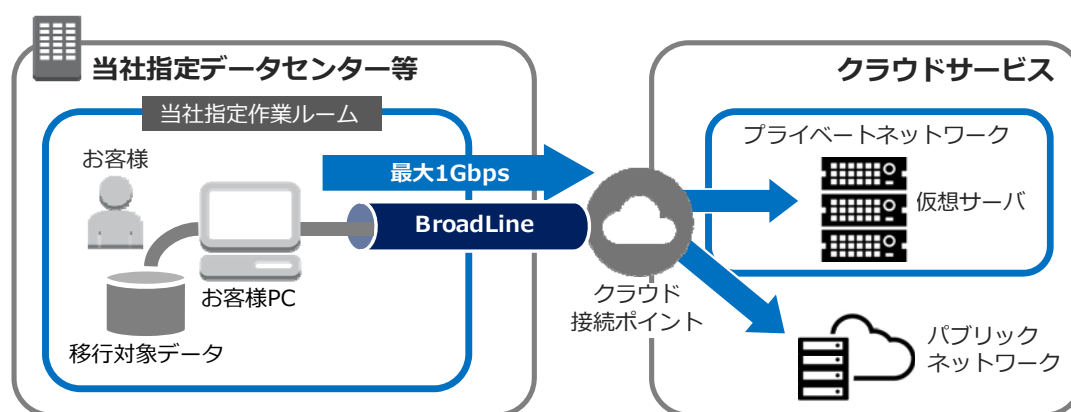 当社指定データセンター等
当社指定作業ルーム
お客様
お客様PC
移行対象データ
最大1Gbps
BroadLine
クラウド
接続ポイント
クラウドサービス
プライベートネットワーク
仮想サーバ
パブリック
ネットワーク